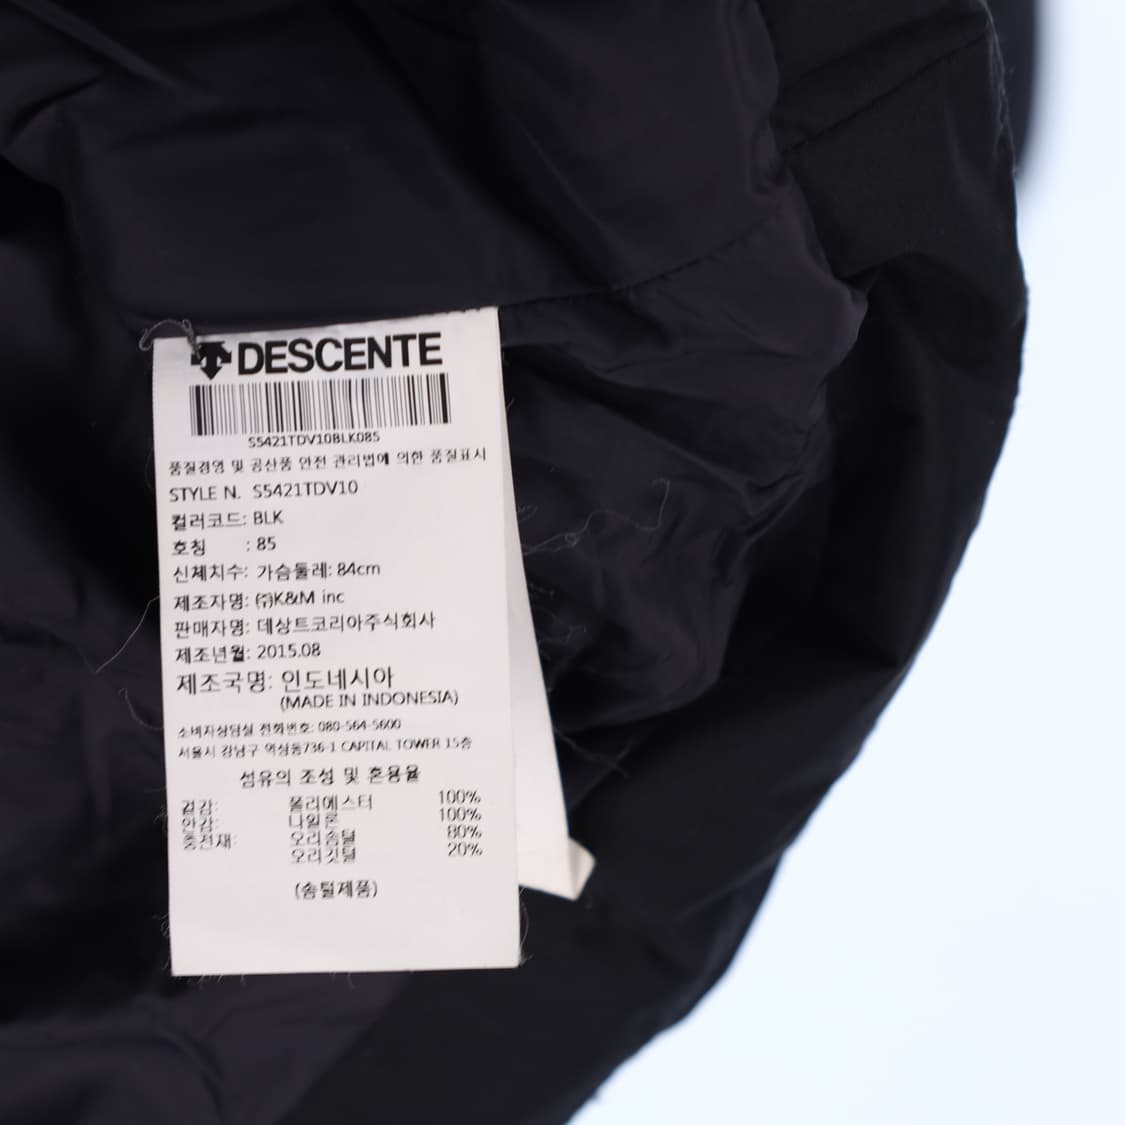 DESCENTE
S5421TDV10BLK085
품질경영 및 공산품 안전 관리법에 의한 품질표시
STYLE N. S5421TDV10
컬러코드: BLK
호칭 : 85
신체치수: 가슴둘레: 84cm
제조자명: ㈜K&M inc
판매자명: 데상트코리아주식회사
제조년월: 2015.08
제조국명: 인도네시아
(MADE IN INDONESIA)
소비자상담실 전화번호: 080-564-5600
서울시 강남구 역삼동736-1 CAPITAL TOWER 15층
섬유의 조성 및 혼용율
겉감: 폴리에스터 100%
안감: 나일론 100%
충전재: 오리솜털 80%
오리깃털 20%
(솜털제품)